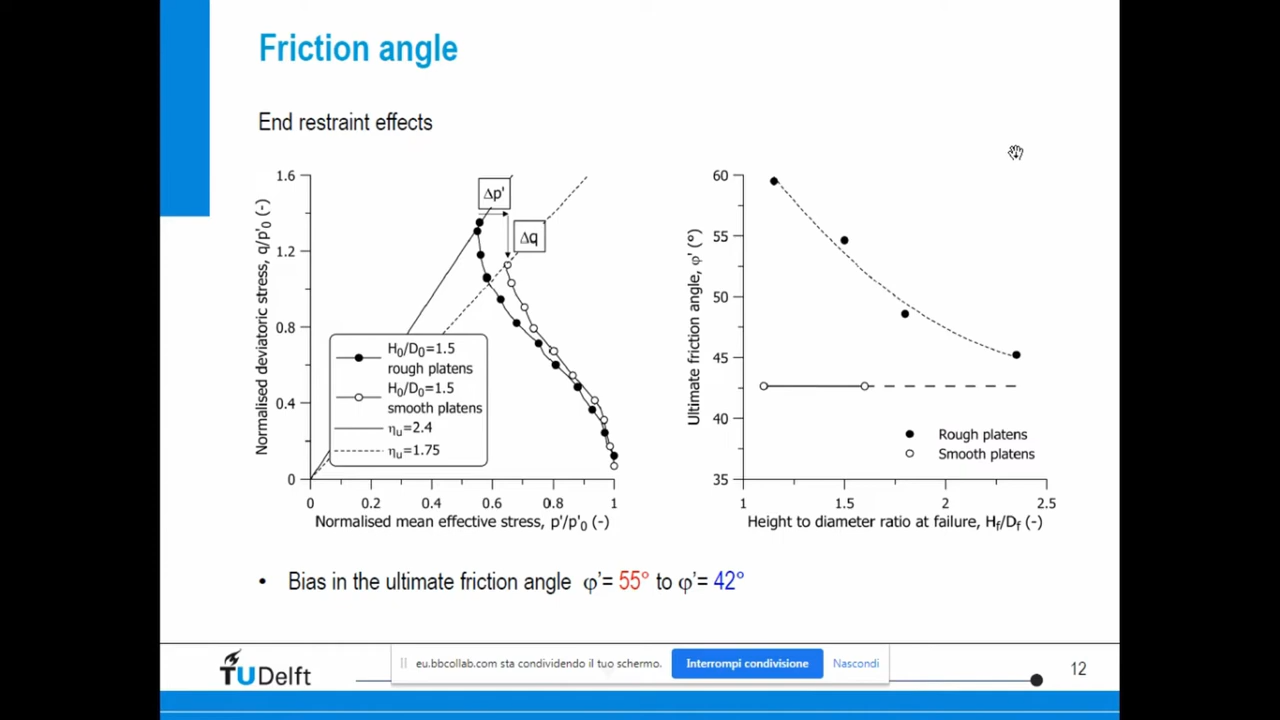 Friction angle
End restraint effects
Normalised deviatoric stress, q/p'₀ (-)
1.6
1.2
0.8
0.4
0
Δp'
Δq
H₀/D₀=1.5
rough platens
H₀/D₀=1.5
smooth platens
ηᵤ=2.4
ηᵤ=1.75
0 0.2 0.4 0.6 0.8 1
Normalised mean effective stress, p'/p'₀ (-)
Ultimate friction angle, φ' (°)
60
55
50
45
40
35
Rough platens
Smooth platens
1 1.5 2 2.5
Height to diameter ratio at failure, H_f/D_f (-)
• Bias in the ultimate friction angle φ'= 55° to φ'= 42°
TUDelft
eu.bbcollab.com sta condividendo il tuo schermo.
Interrompi condivisione
Nascondi
12